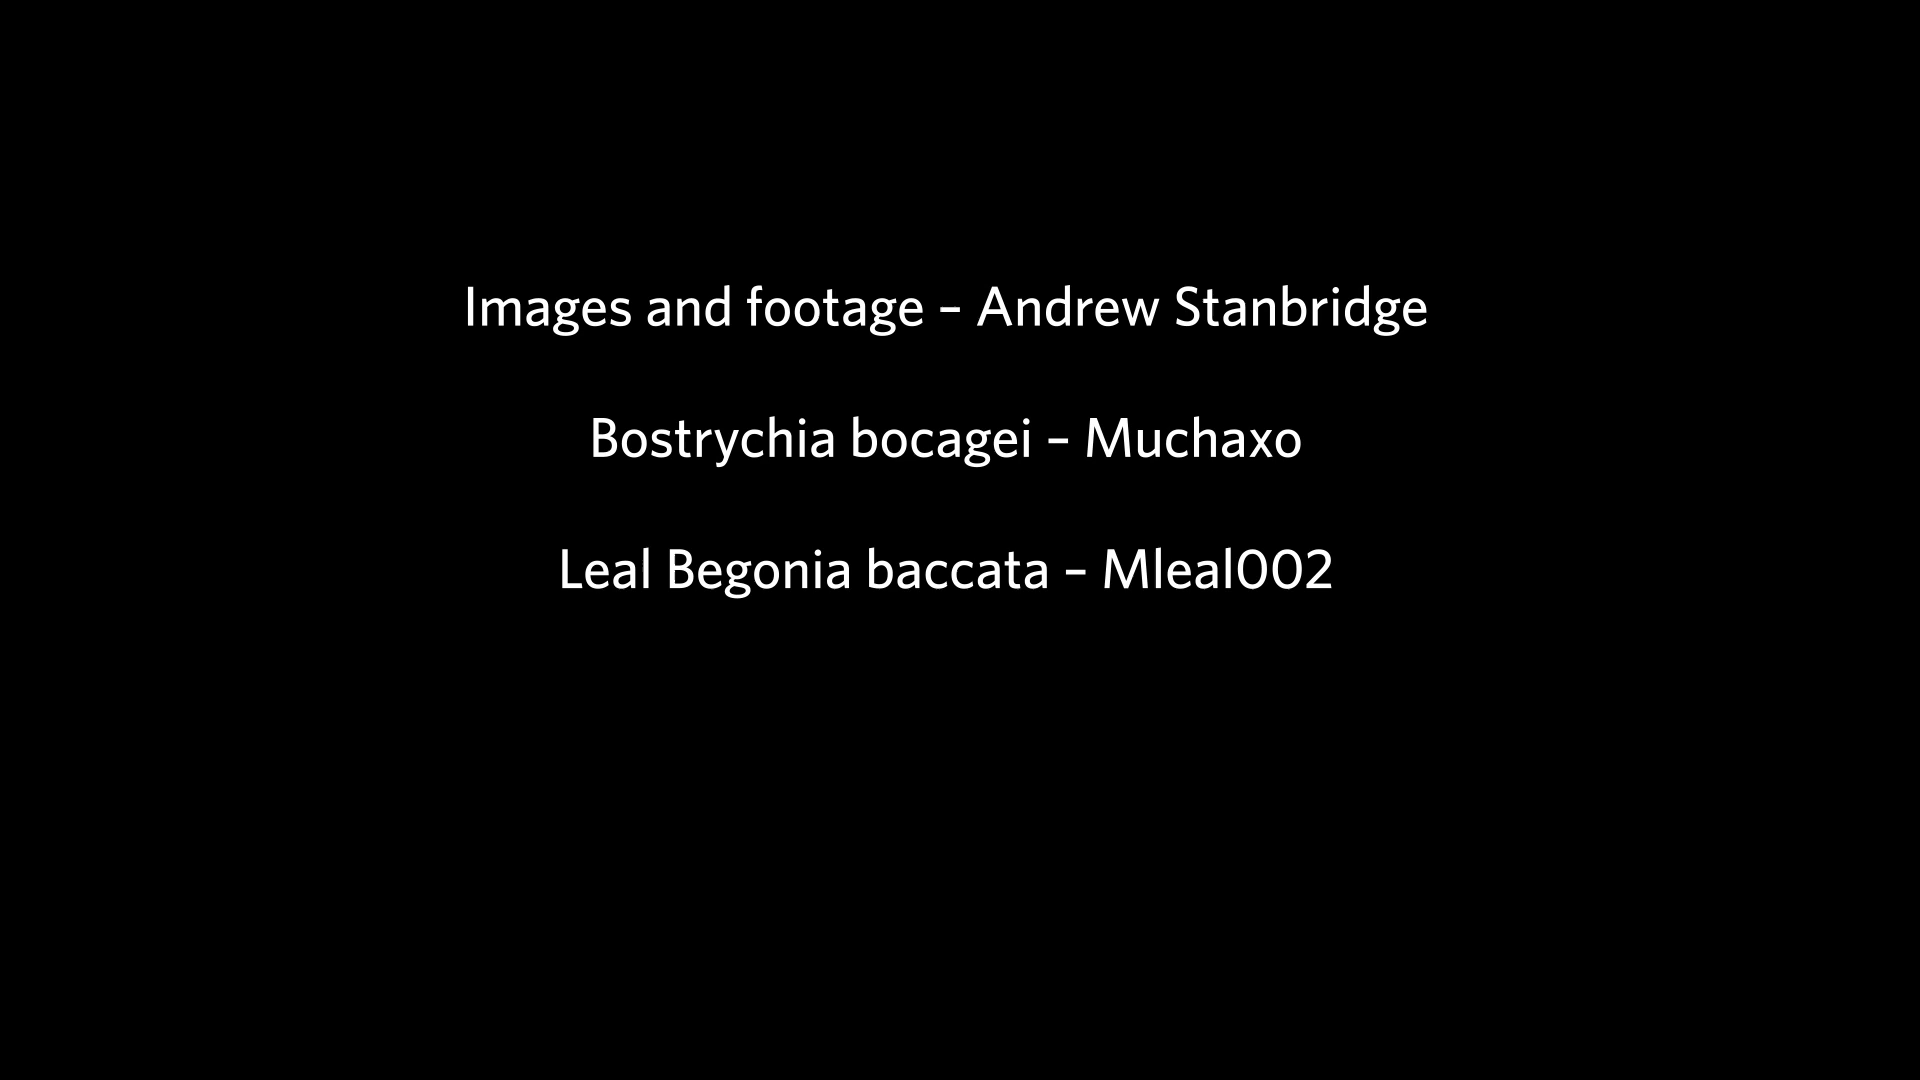 Images and footage – Andrew Stanbridge
Bostrychia bocagei – Muchaxo
Leal Begonia baccata – Mleal002